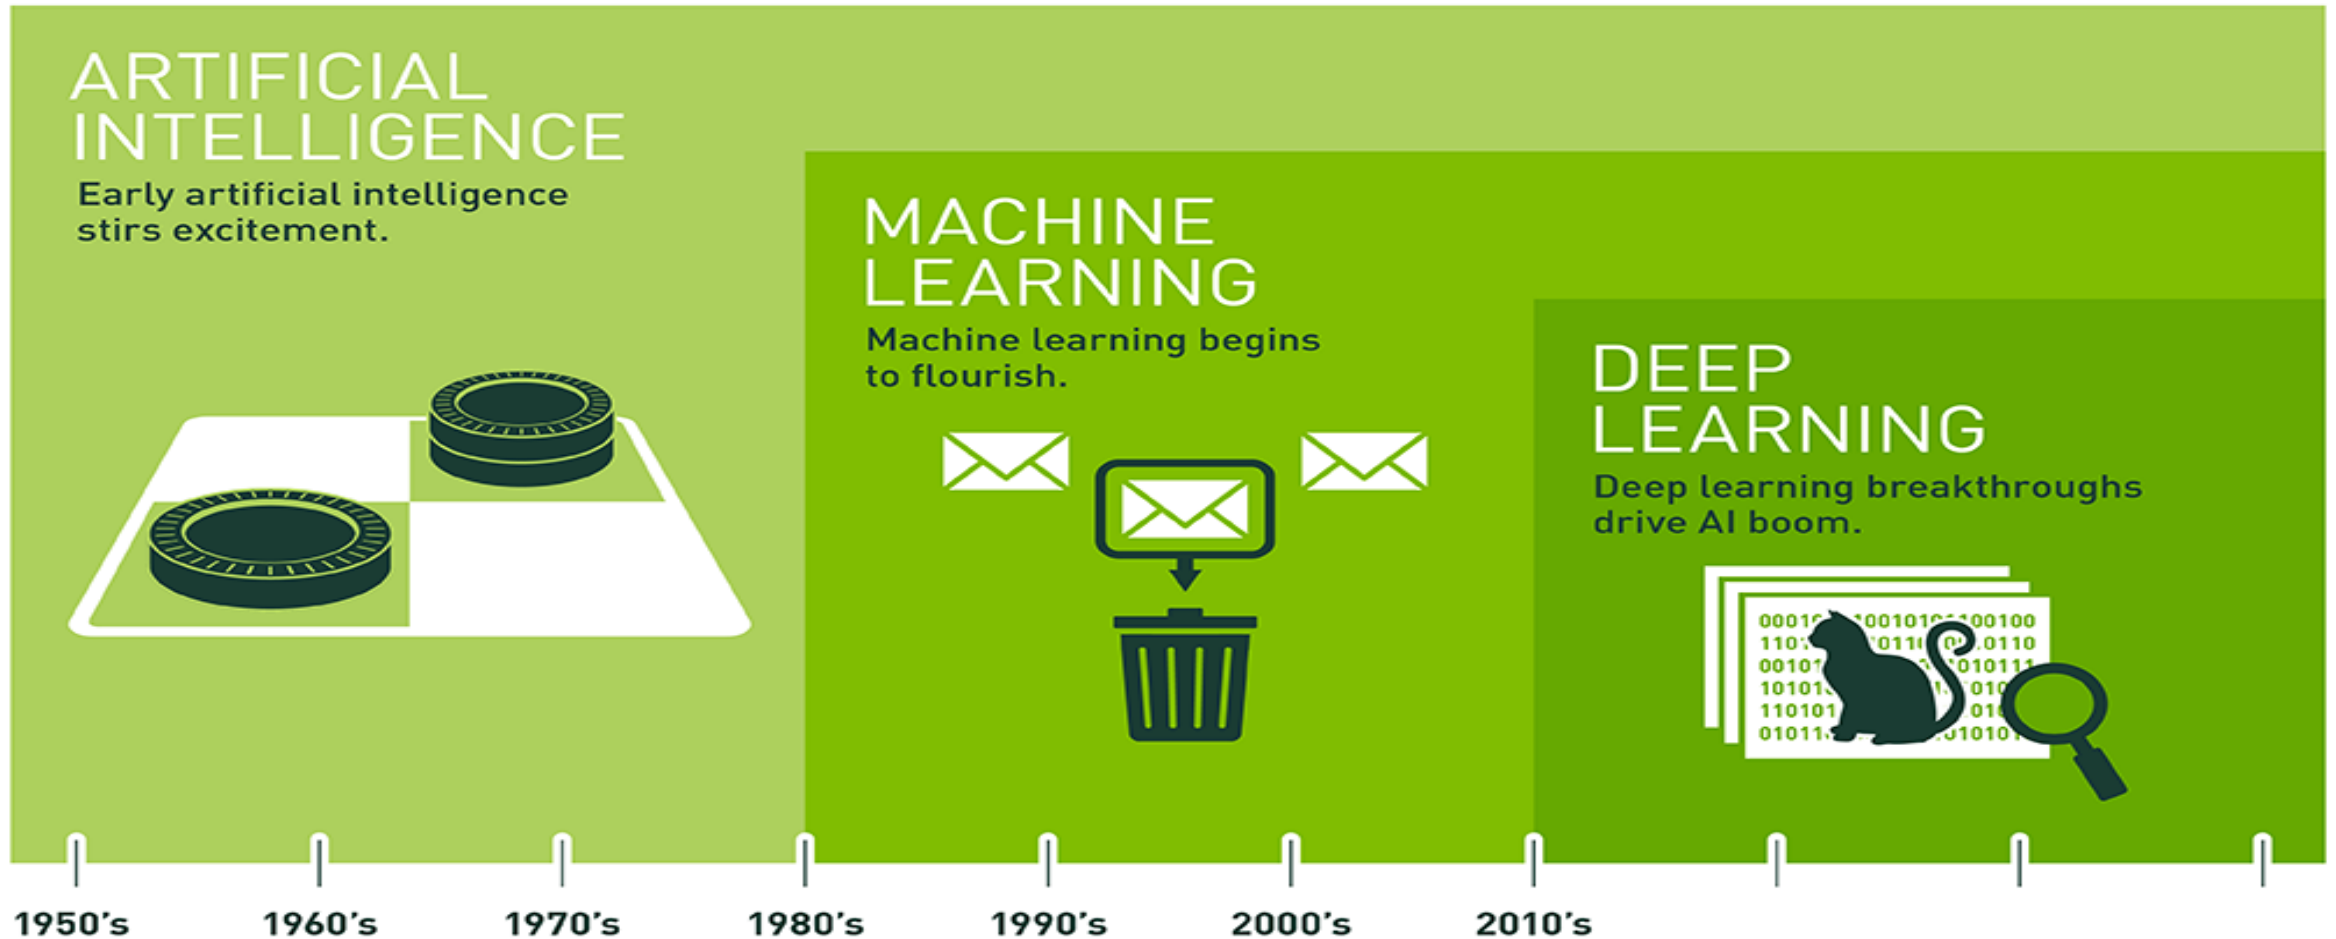 ARTIFICIAL
INTELLIGENCE
Early artificial intelligence
stirs excitement.
MACHINE
LEARNING
Machine learning begins
to flourish.
DEEP
LEARNING
Deep learning breakthroughs
drive AI boom.
1950's
1960's
1970's
1980's
1990's
2000's
2010's